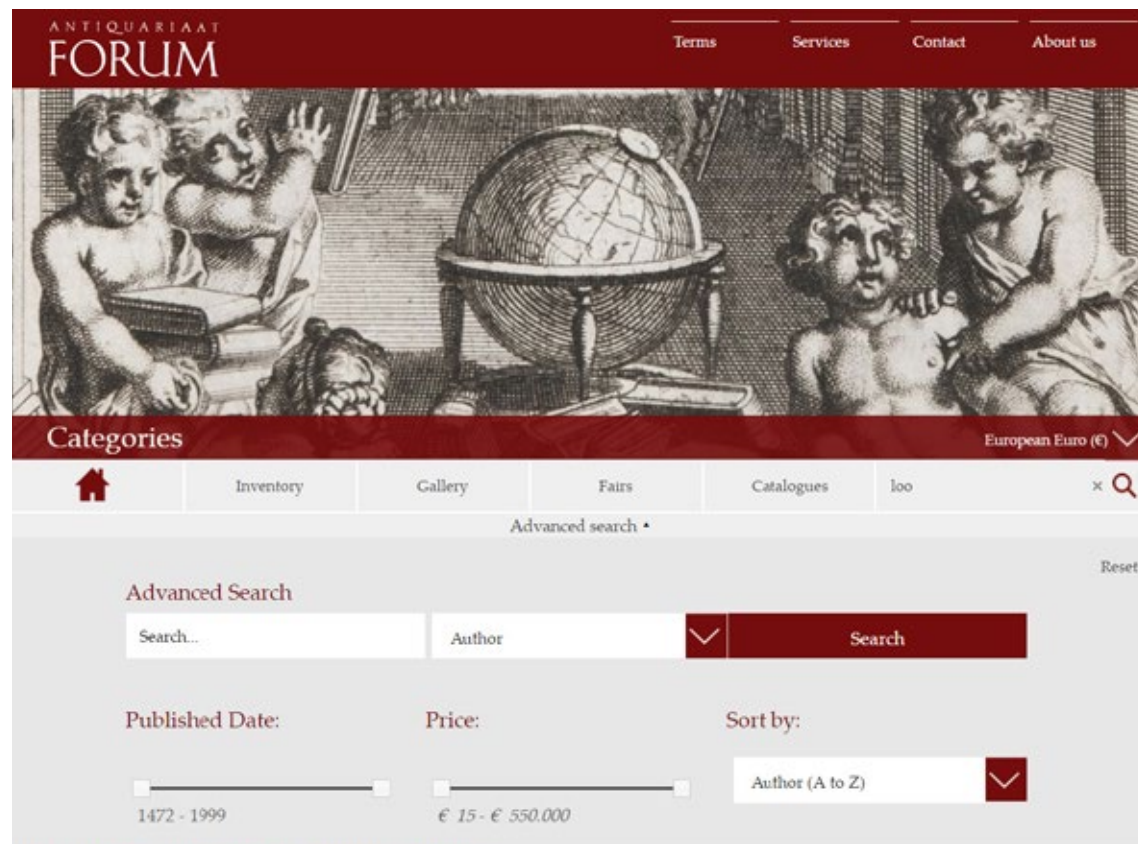 ANTIQUARIAAT
FORUM
Terms Services Contact About us
Categories
European Euro (€)
Inventory Gallery Fairs Catalogues loo ×
Advanced search
Reset
Advanced Search
Search... Author Search
Published Date: Price: Sort by:
Author (A to Z)
1472 - 1999 € 15 - € 550.000